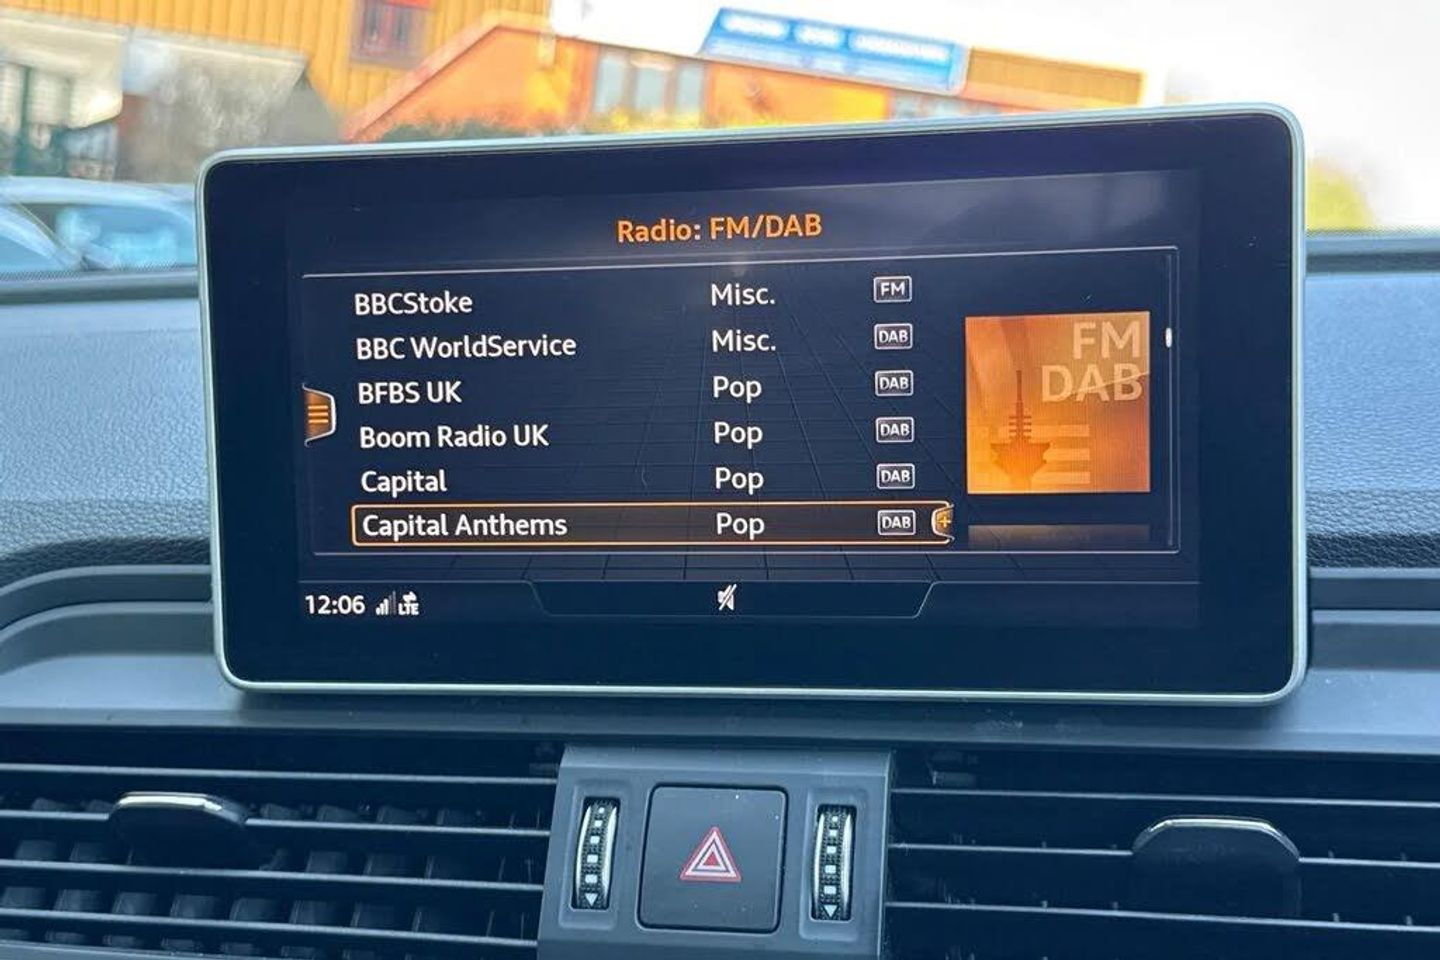 Radio: FM/DAB
BBCStoke Misc. FM
BBC WorldService Misc. DAB
BFBS UK Pop DAB
Boom Radio UK Pop DAB
Capital Pop DAB
Capital Anthems Pop DAB
FM
DAB
12:06 LTE